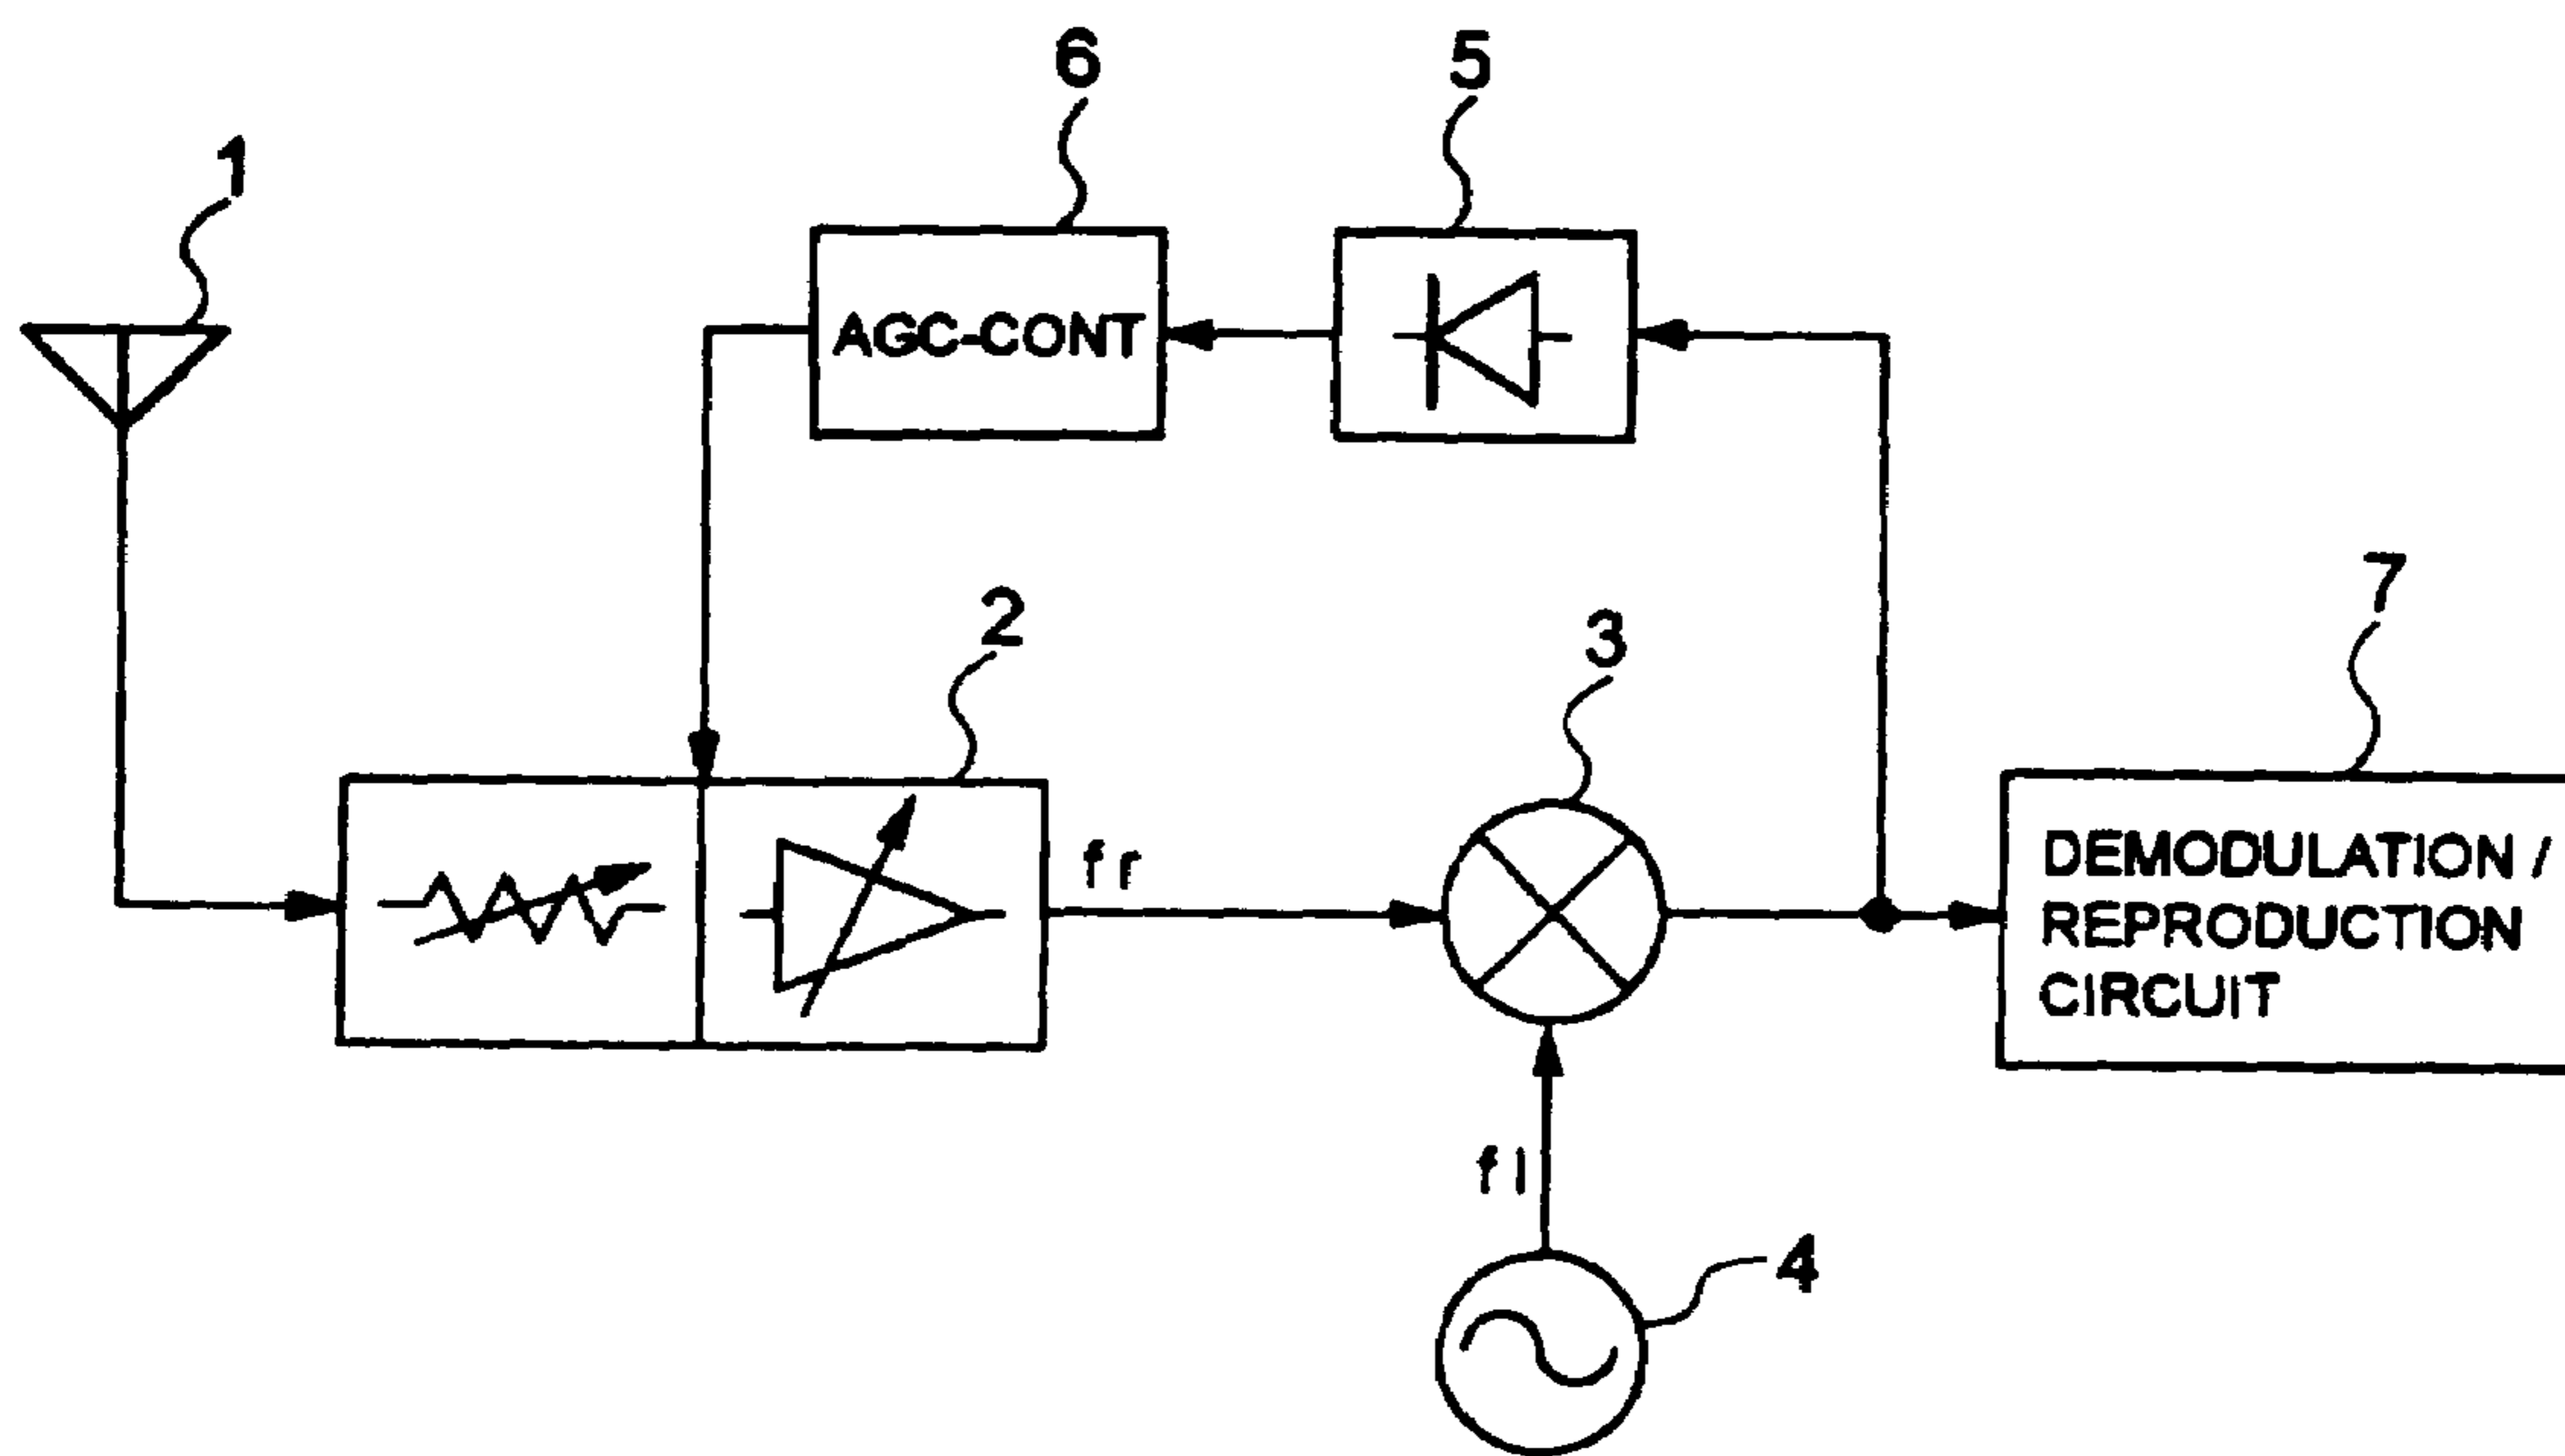 6
5
1
AGC-CONT
2
3
7
fr
DEMODULATION /
REPRODUCTION
CIRCUIT
fl
4